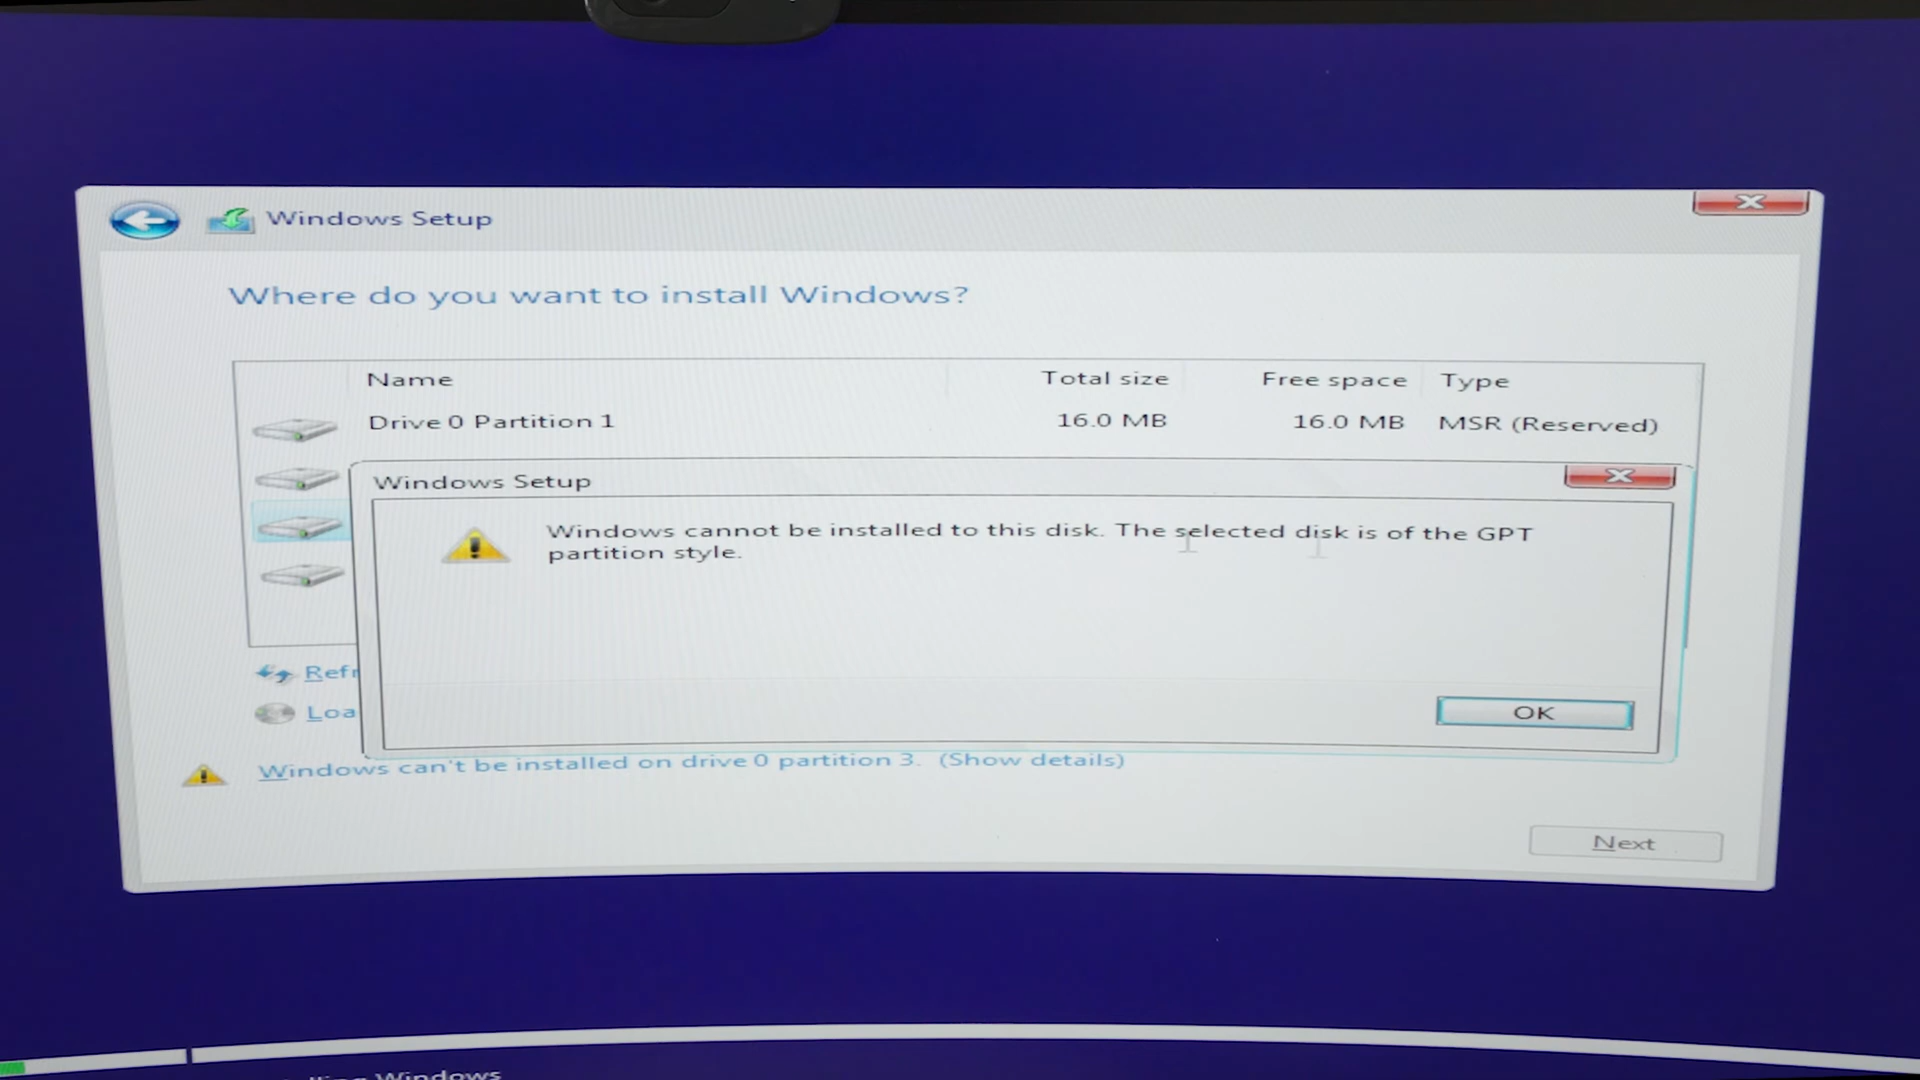 Windows Setup
Where do you want to install Windows?
Name Total size Free space Type
Drive 0 Partition 1 16.0 MB 16.0 MB MSR (Reserved)
Windows Setup
Windows cannot be installed to this disk. The selected disk is of the GPT
partition style.
OK
Refr
Loa
Windows can't be installed on drive 0 partition 3. (Show details)
Next
Windows